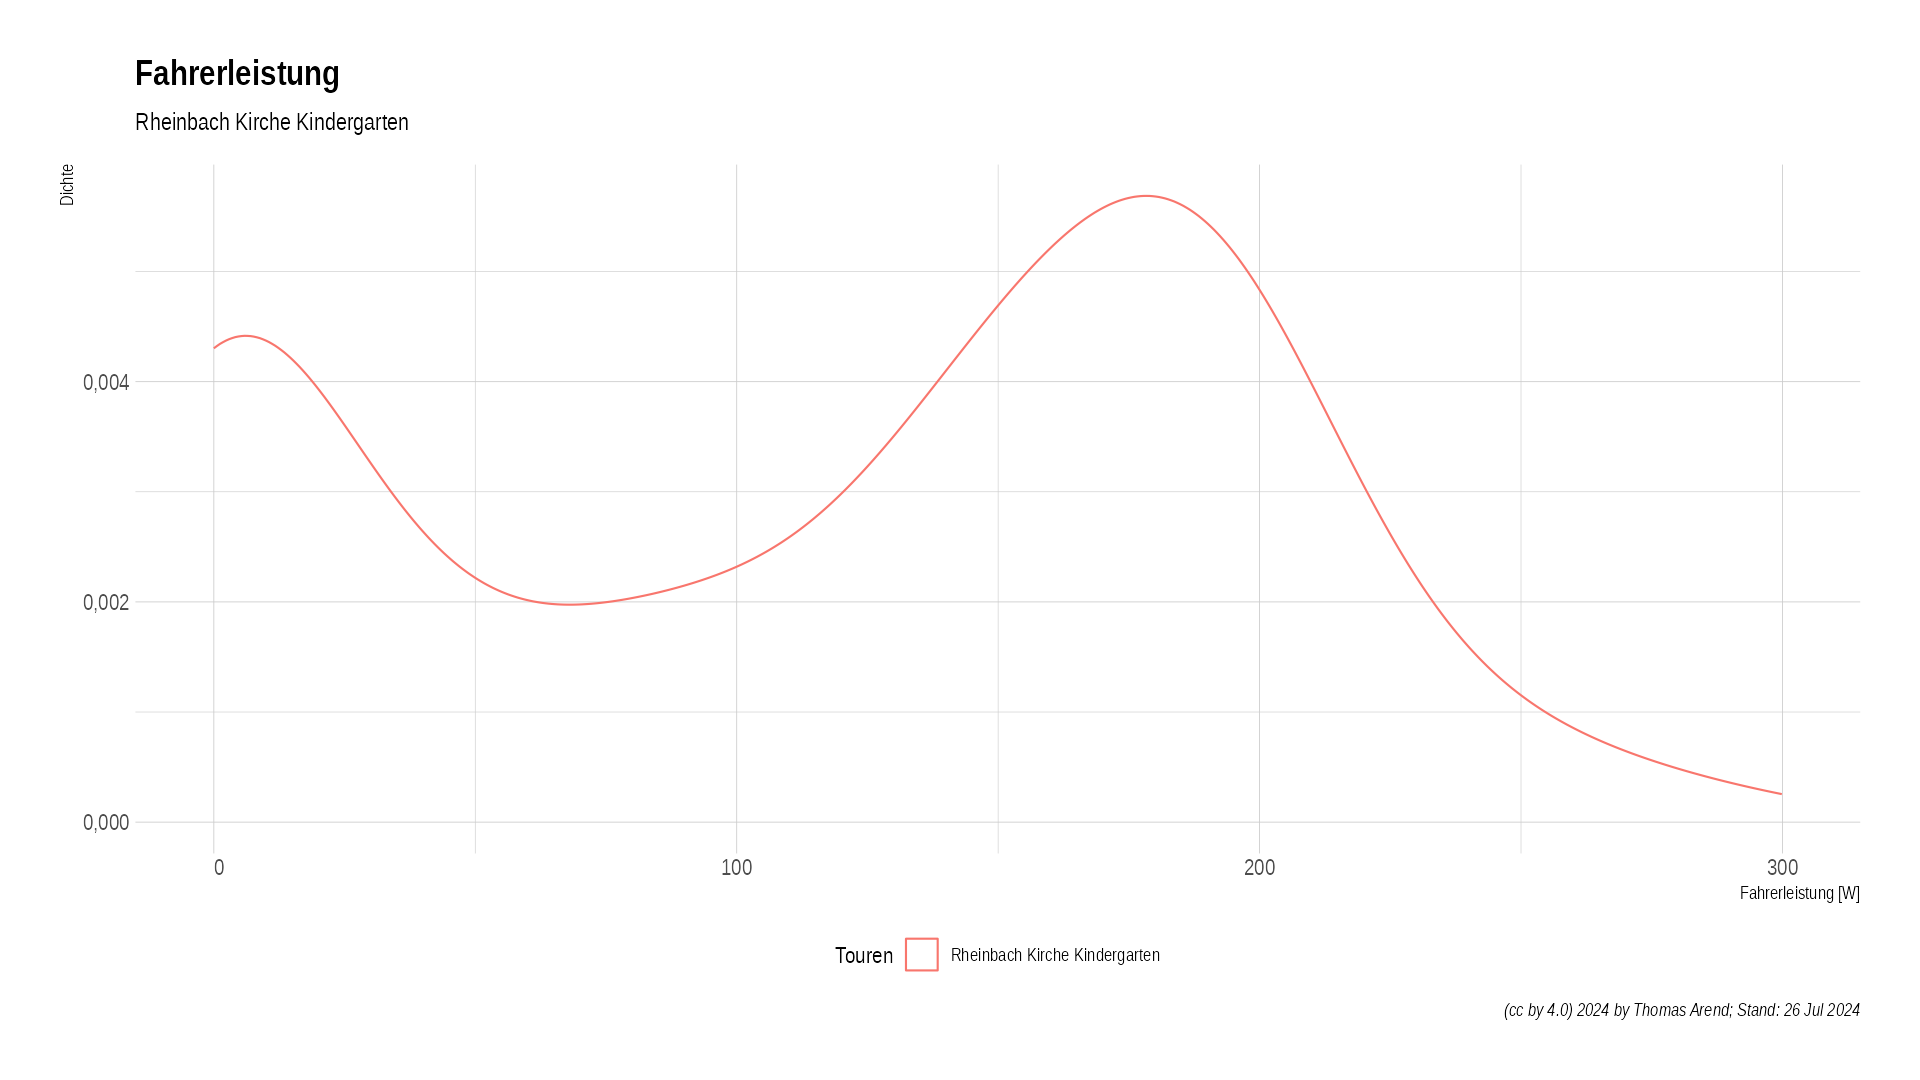 Fahrerleistung
Rheinbach Kirche Kindergarten
Dichte
0,004
0,002
0,000
0 100 200 300
Fahrerleistung [W]
Touren Rheinbach Kirche Kindergarten
(cc by 4.0) 2024 by Thomas Arend; Stand: 26 Jul 2024